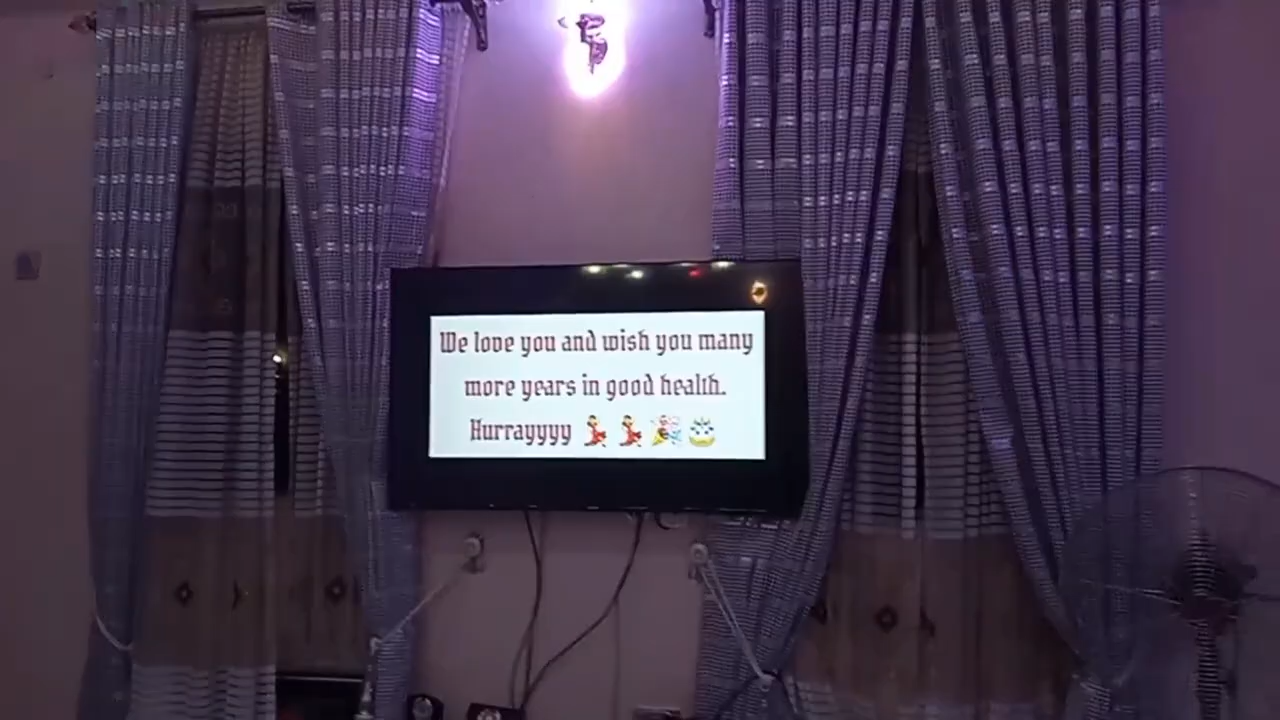 We love you and wish you many
more years in good health.
Hurrayyyy 💃💃🎉🎂